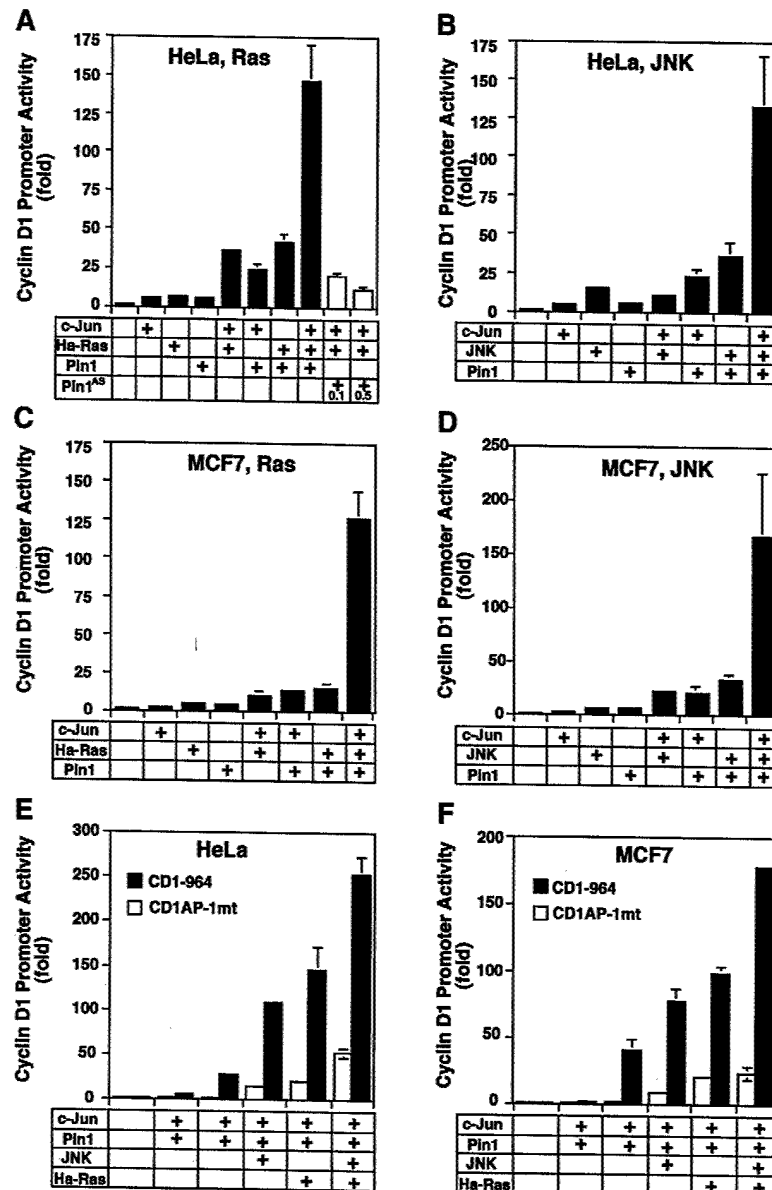 A
Cyclin D1 Promoter Activity
(fold)
175
150
125
100
75
50
25
0
HeLa, Ras
c-Jun + + + + + +
Ha-Ras + + + + + +
Pin1 + + + +
Pin1AS + +
0.1 0.5
B
Cyclin D1 Promoter Activity
(fold)
175
150
125
100
75
50
25
0
HeLa, JNK
c-Jun + + + +
JNK + + + +
Pin1 + + + +
C
Cyclin D1 Promoter Activity
(fold)
175
150
125
100
75
50
25
0
MCF7, Ras
c-Jun + + + +
Ha-Ras + + + +
Pin1 + + + +
D
Cyclin D1 Promoter Activity
(fold)
250
200
150
100
50
0
MCF7, JNK
c-Jun + + + +
JNK + + + +
Pin1 + + + +
E
Cyclin D1 Promoter Activity
(fold)
300
250
200
150
100
50
0
HeLa
CD1-964
CD1AP-1mt
c-Jun + + + + +
Pin1 + + + + +
JNK + +
Ha-Ras + +
F
Cyclin D1 Promoter Activity
(fold)
200
150
100
50
0
MCF7
CD1-964
CD1AP-1mt
c-Jun + + + + +
Pin1 + + + + +
JNK + +
Ha-Ras + +